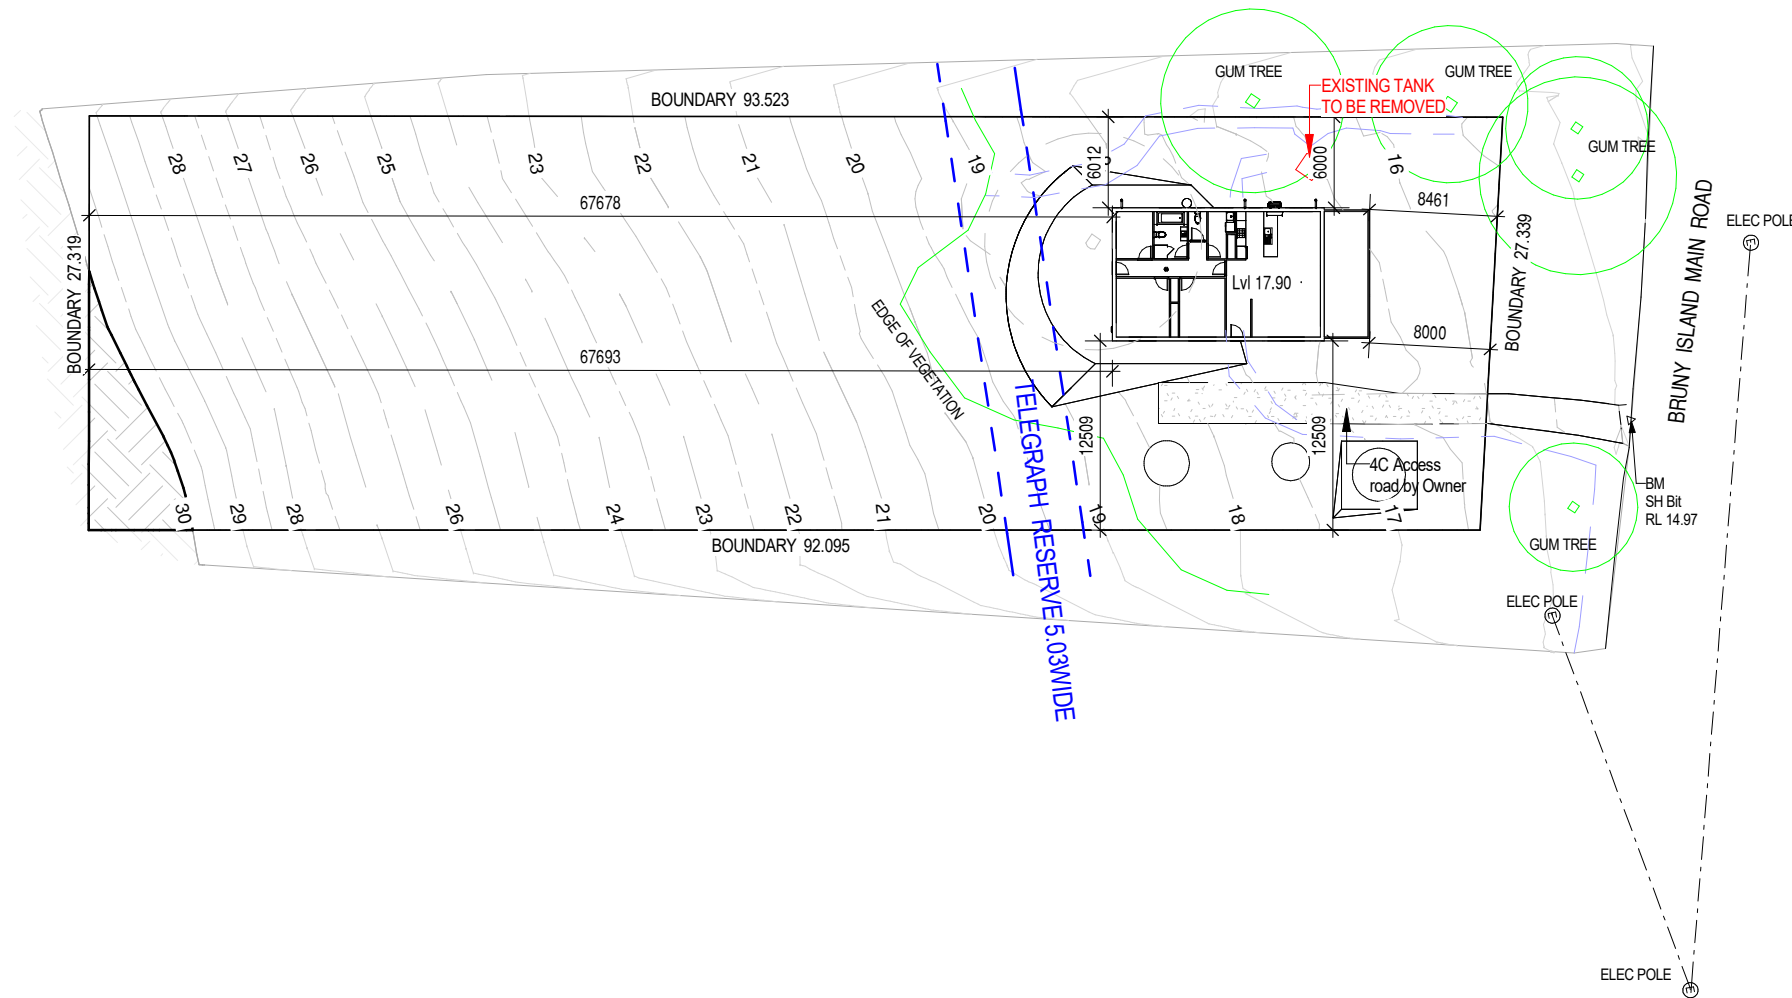 GUM TREE
GUM TREE
EXISTING TANK
TO BE REMOVED
GUM TREE
BOUNDARY 93.523
28
27
26
25
23
22
21
20
19
6012
6000
16
67678
8461
BOUNDARY 27.319
BOUNDARY 27.339
BRUNY ISLAND MAIN ROAD
ELEC POLE
Lvl 17.90
EDGE OF VEGETATION
67693
8000
TELEGRAPH RESERVE 5.03WIDE
12509
12509
4C Access
road by Owner
BM
SH Bit
RL 14.97
30
29
28
26
24
23
22
21
20
19
18
17
BOUNDARY 92.095
GUM TREE
ELEC POLE
ELEC POLE